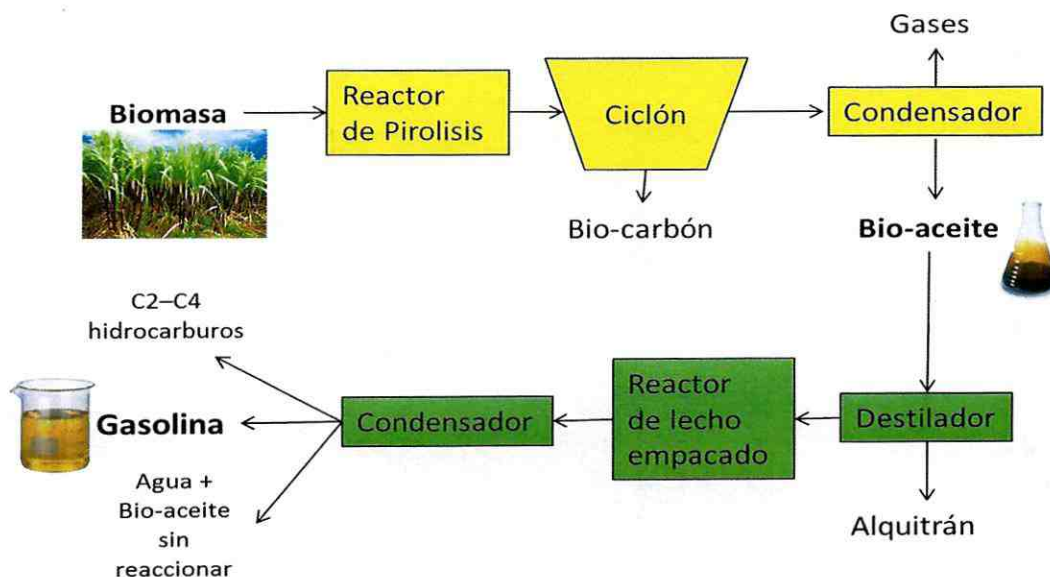 Biomasa
Reactor
de Pirolisis
Ciclón
Gases
Condensador
Bio-carbón
Bio-aceite
Destilador
Alquitrán
Reactor
de lecho
empacado
Condensador
C2–C4
hidrocarburos
Gasolina
Agua +
Bio-aceite
sin
reaccionar